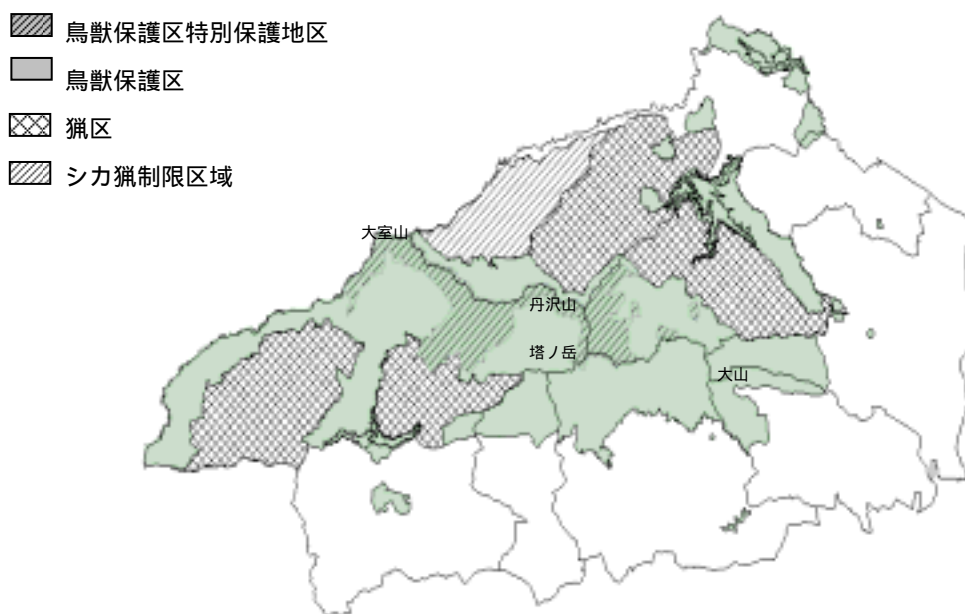 鳥獣保護区特別保護地区
鳥獣保護区
猟区
シカ猟制限区域
大室山
丹沢山
塔ノ岳
大山